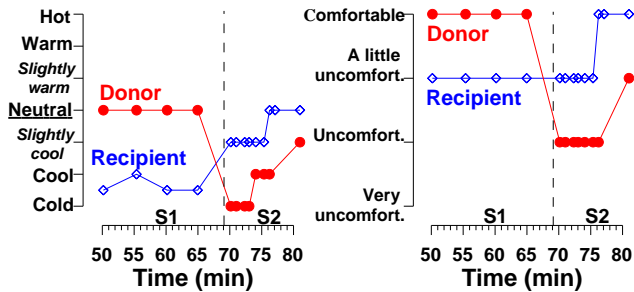 Hot
Warm
Slightly
warm
Neutral
Slightly
cool
Cool
Cold
Donor
Recipient
S1
S2
50 55 60 65 70 75 80
Time (min)
Comfortable
A little
uncomfort.
Uncomfort.
Very
uncomfort.
Donor
Recipient
S1
S2
50 55 60 65 70 75 80
Time (min)